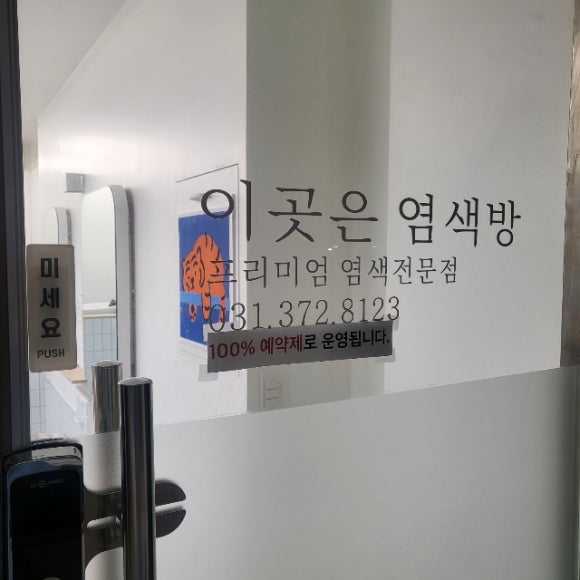 이곳은 염색방
프리미엄 염색전문점
031.372.8123
100% 예약제로 운영됩니다.
미세요
PUSH